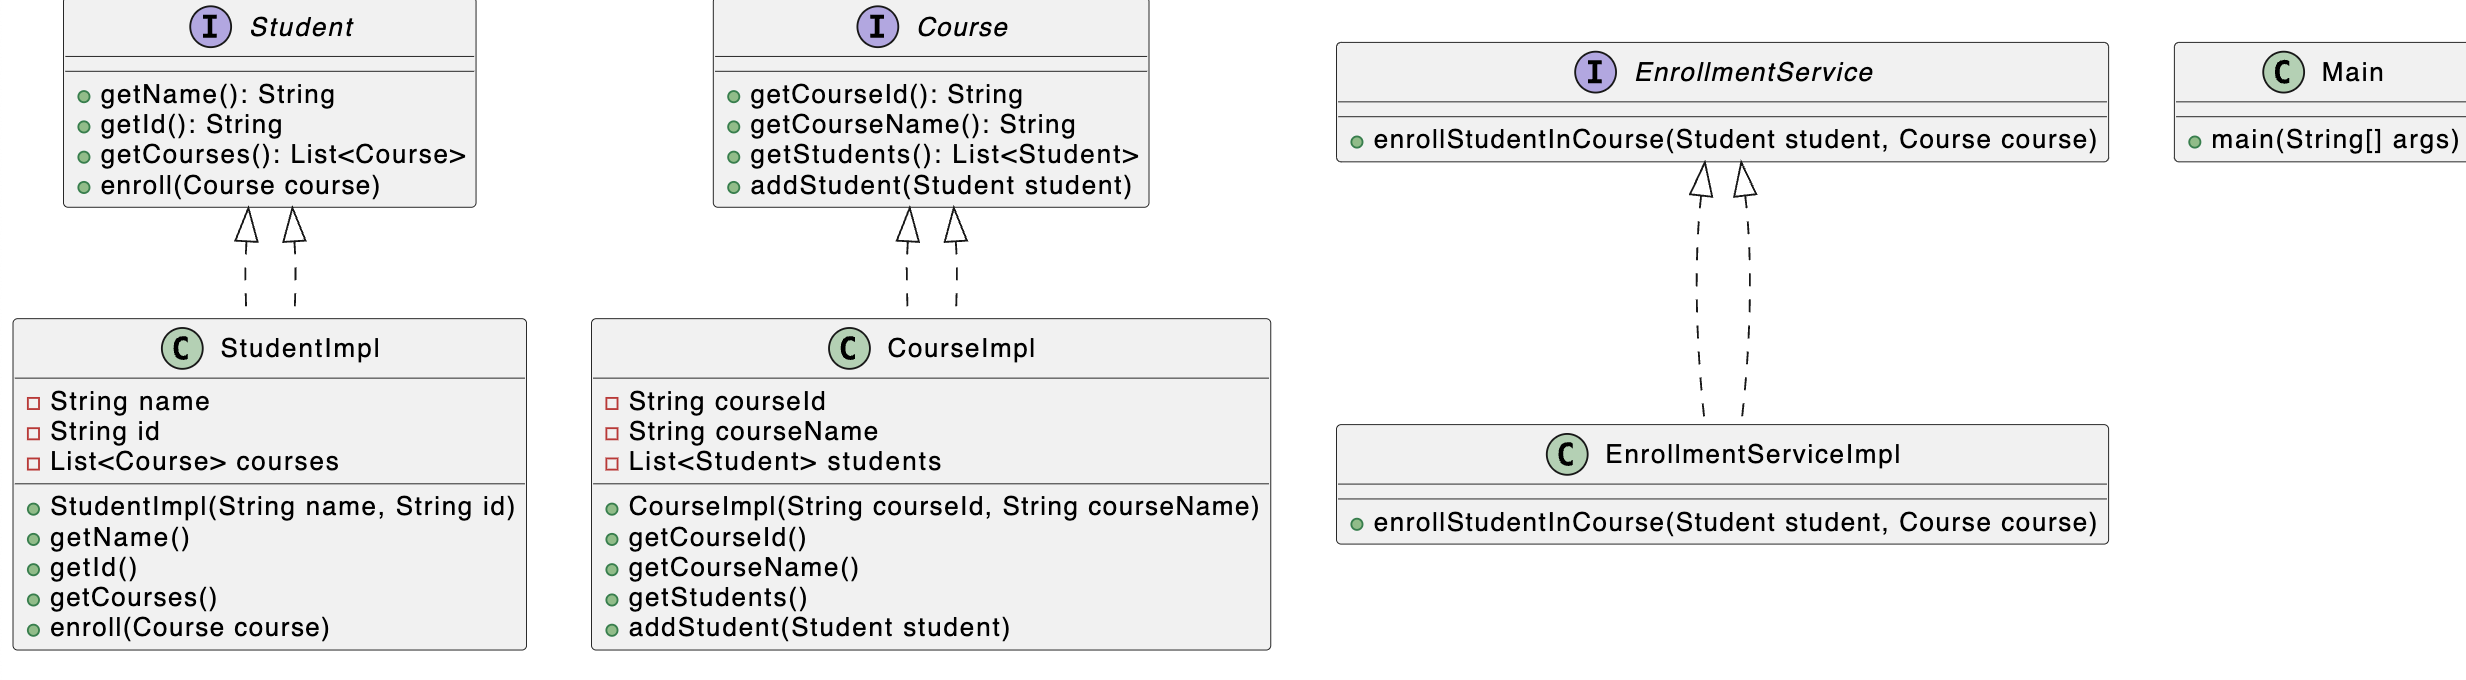 I Student
getName(): String
getId(): String
getCourses(): List<Course>
enroll(Course course)
I Course
getCourseId(): String
getCourseName(): String
getStudents(): List<Student>
addStudent(Student student)
I EnrollmentService
enrollStudentInCourse(Student student, Course course)
C Main
main(String[] args)
C StudentImpl
String name
String id
List<Course> courses
StudentImpl(String name, String id)
getName()
getId()
getCourses()
enroll(Course course)
C CourseImpl
String courseId
String courseName
List<Student> students
CourseImpl(String courseId, String courseName)
getCourseId()
getCourseName()
getStudents()
addStudent(Student student)
C EnrollmentServiceImpl
enrollStudentInCourse(Student student, Course course)